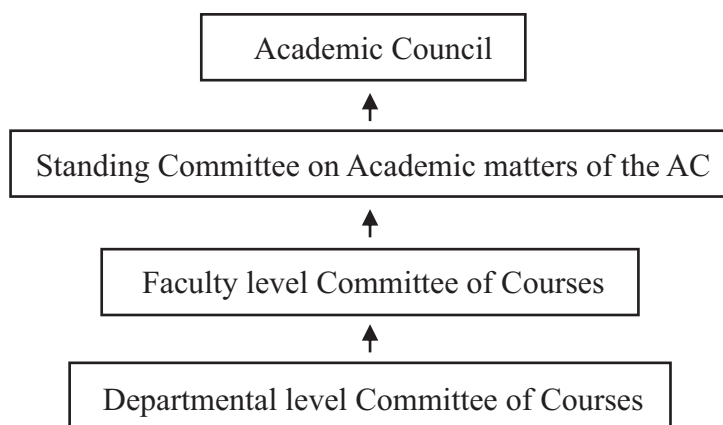 Academic Council
Standing Committee on Academic matters of the AC
Faculty level Committee of Courses
Departmental level Committee of Courses